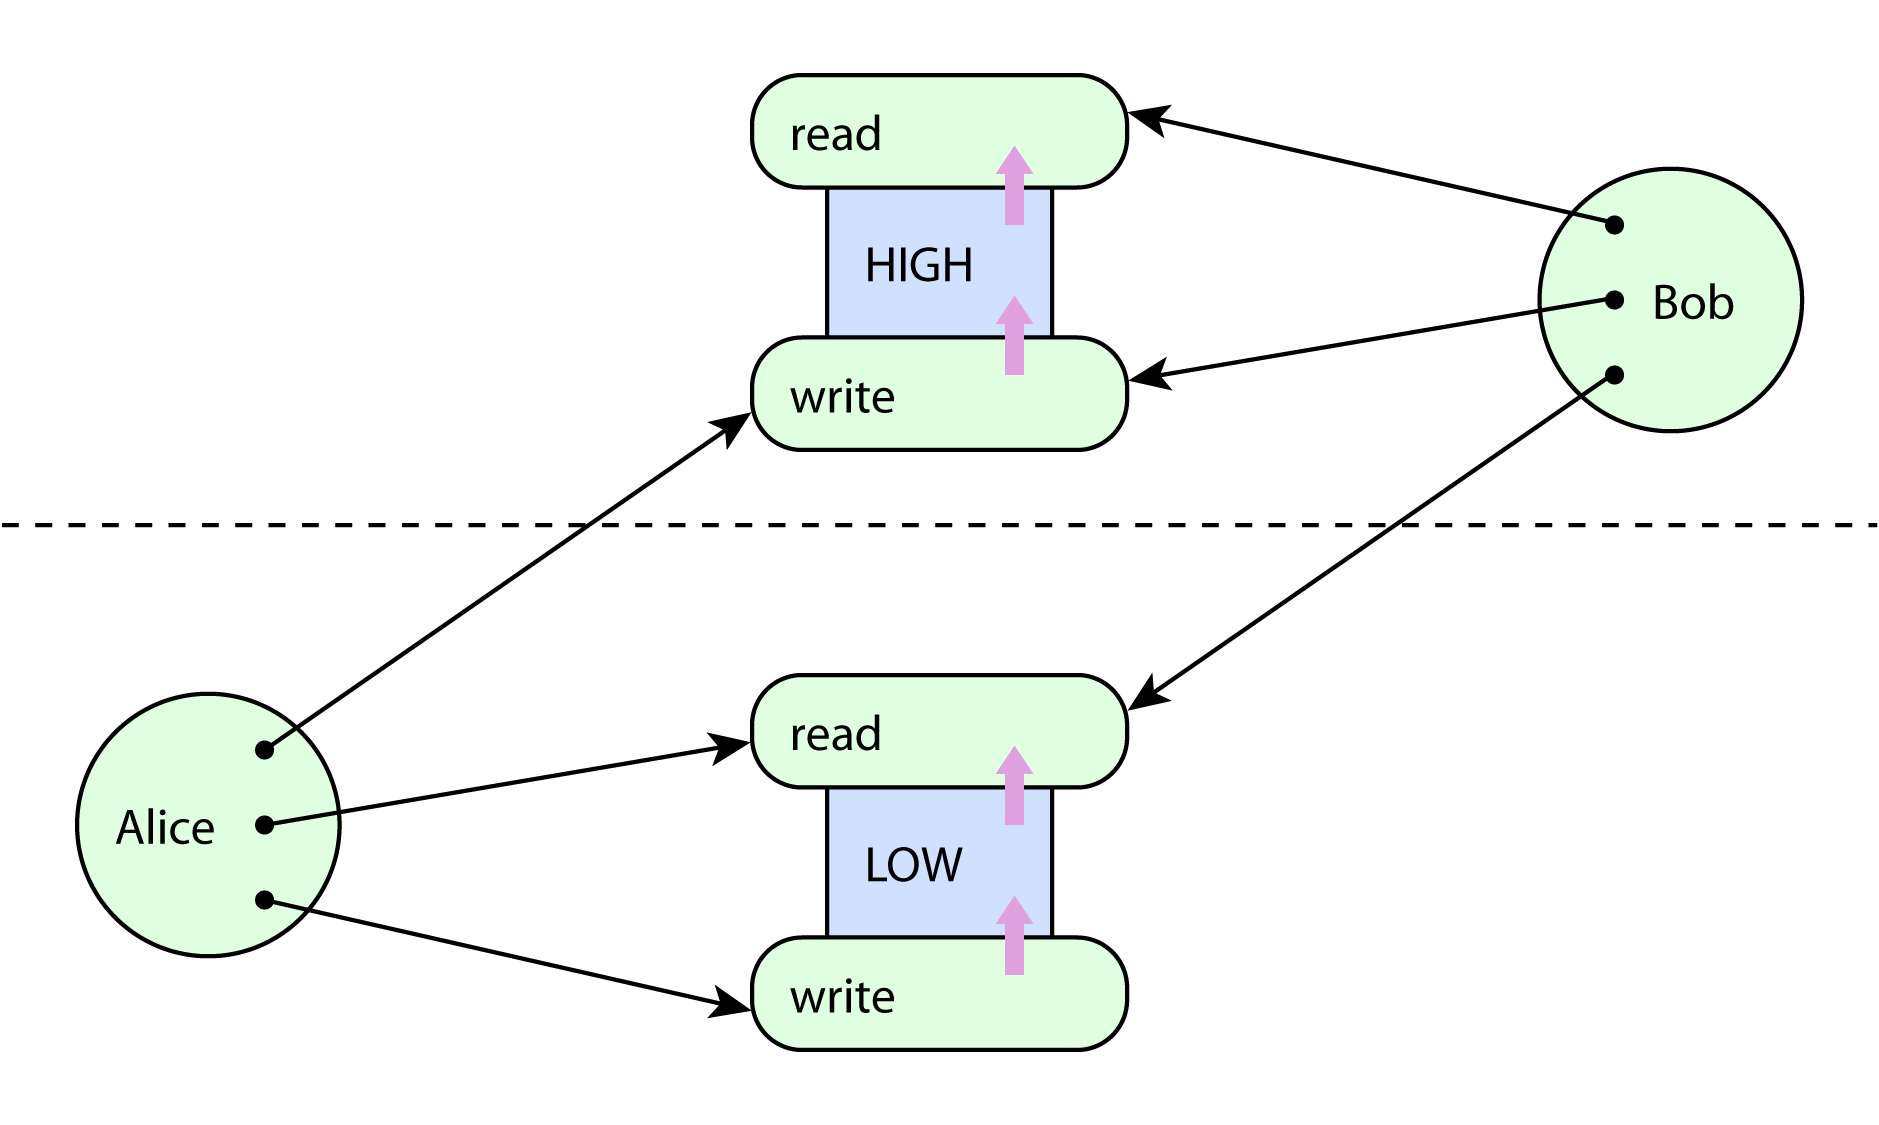 read
HIGH
Bob
write
read
Alice
LOW
write